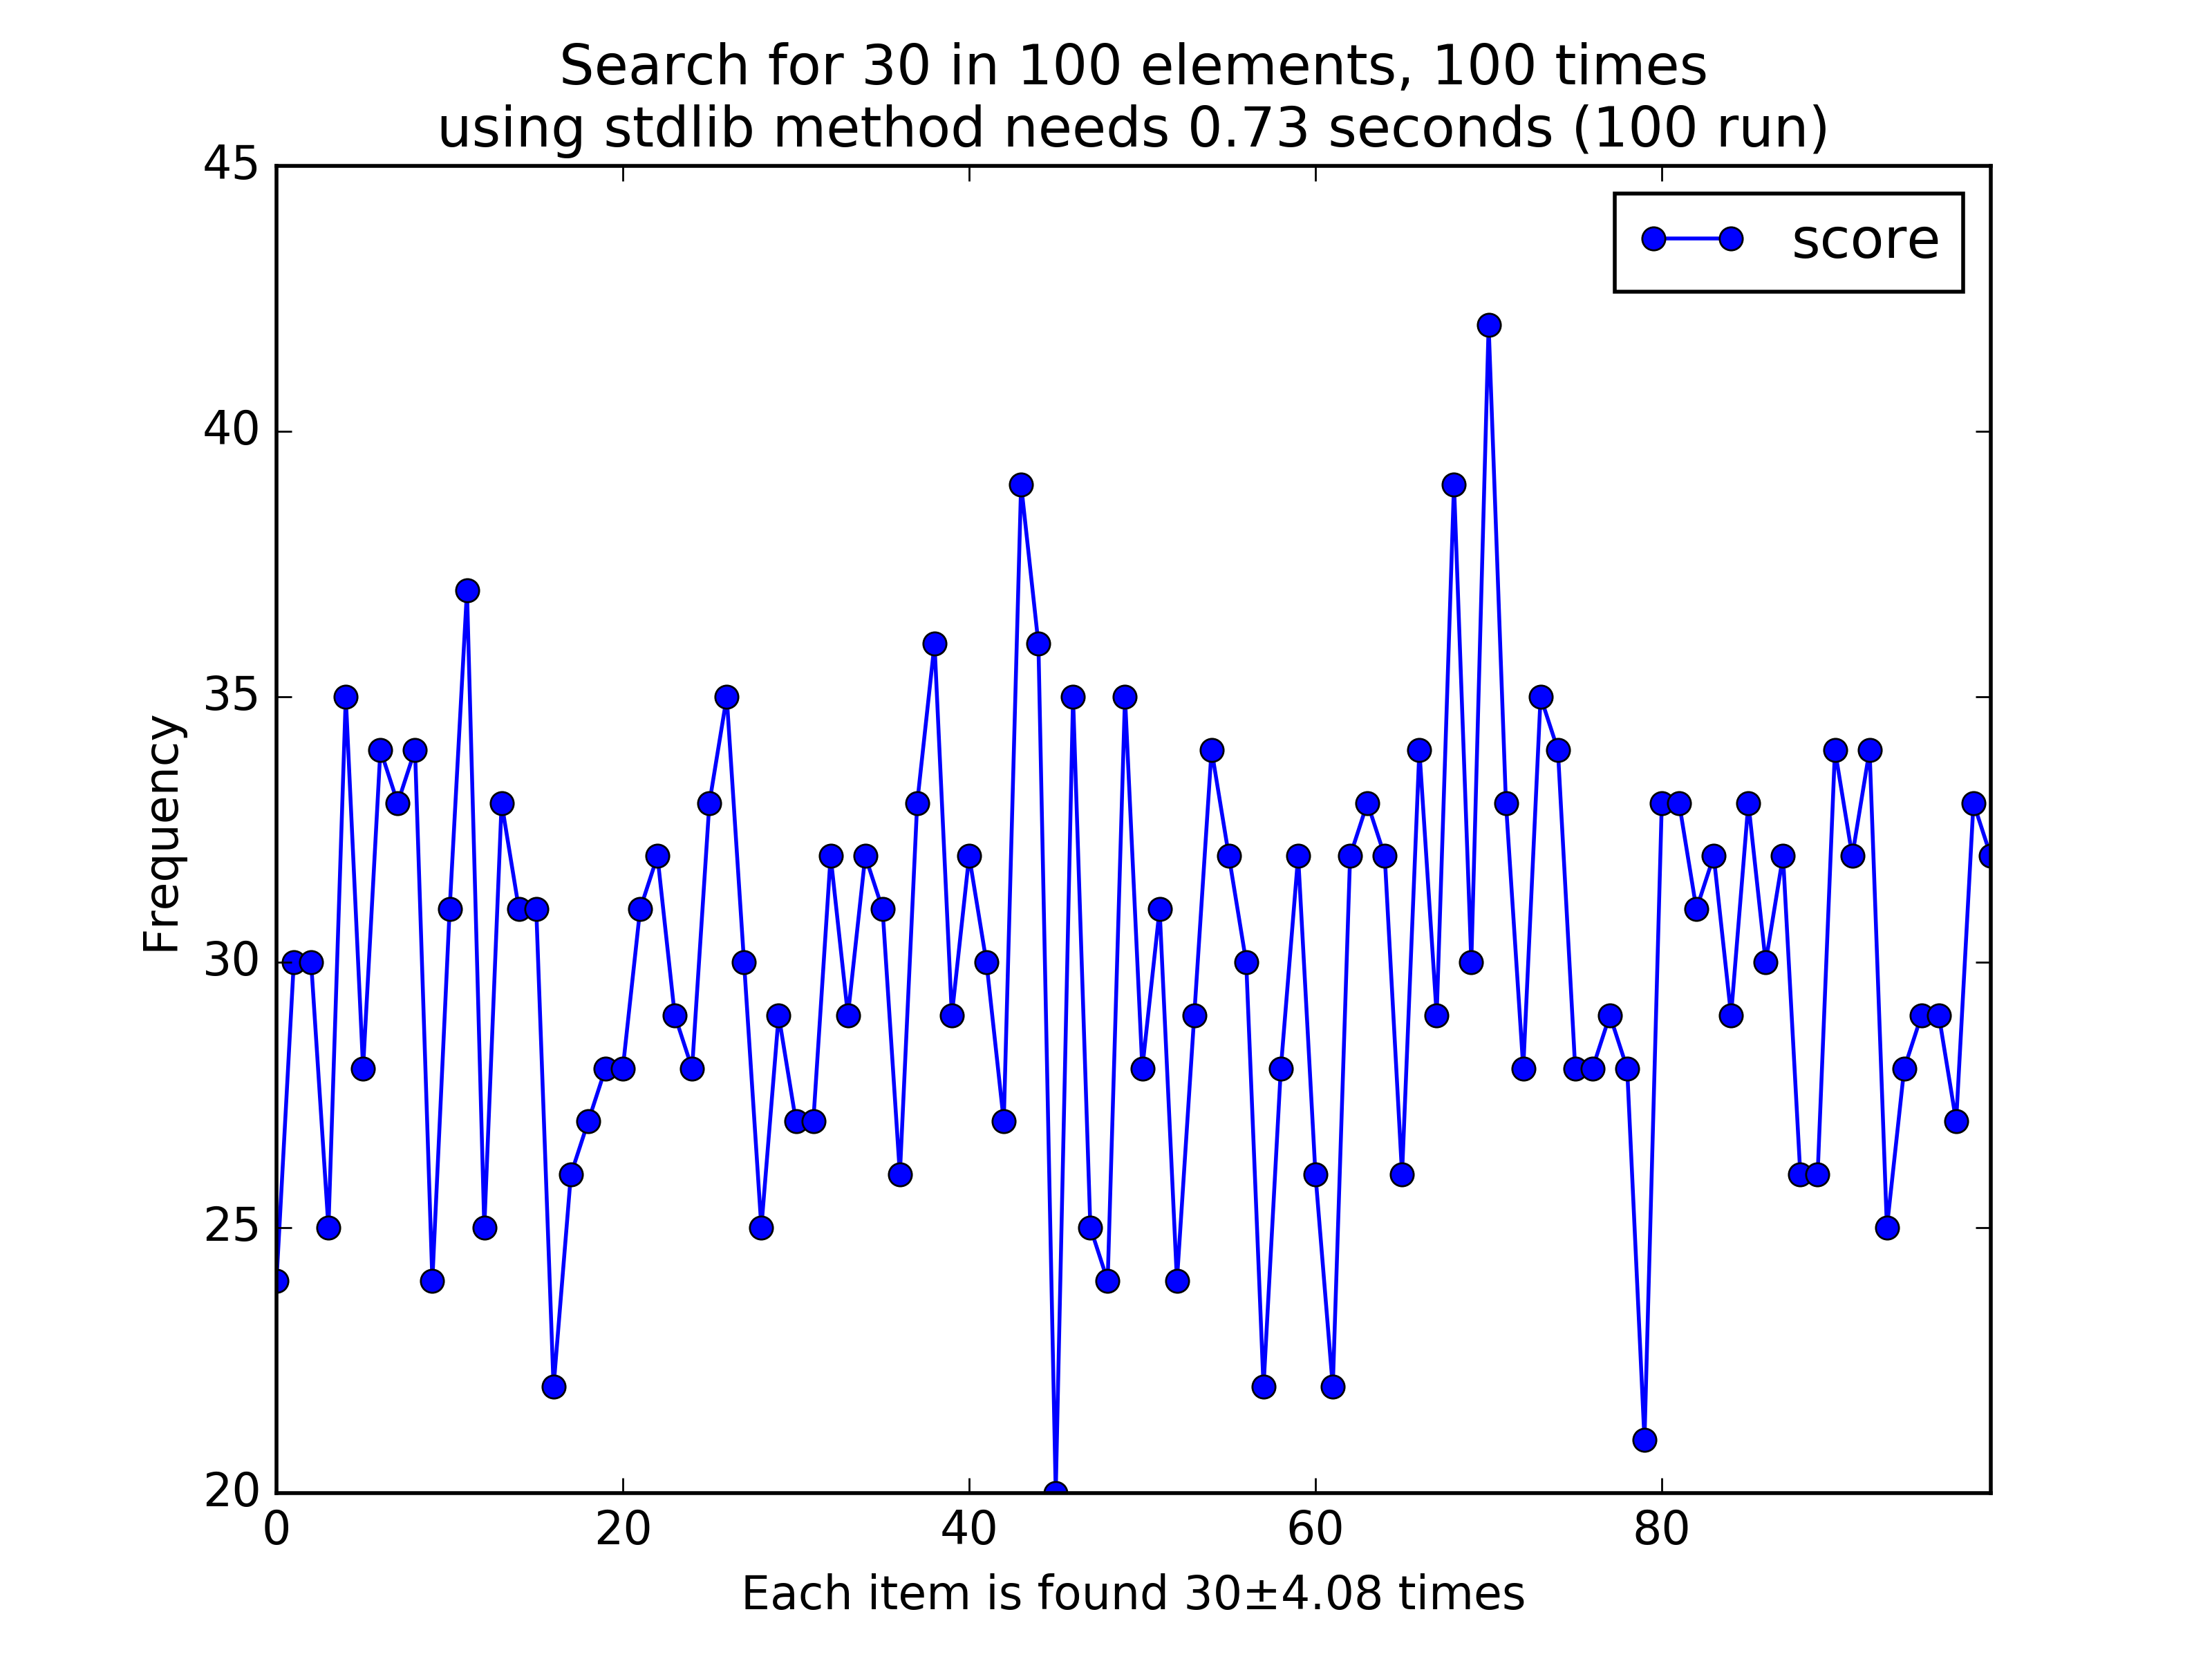 Search for 30 in 100 elements, 100 times
using stdlib method needs 0.73 seconds (100 run)
45
40
35
30
25
20
Frequency
score
0 20 40 60 80
Each item is found 30±4.08 times